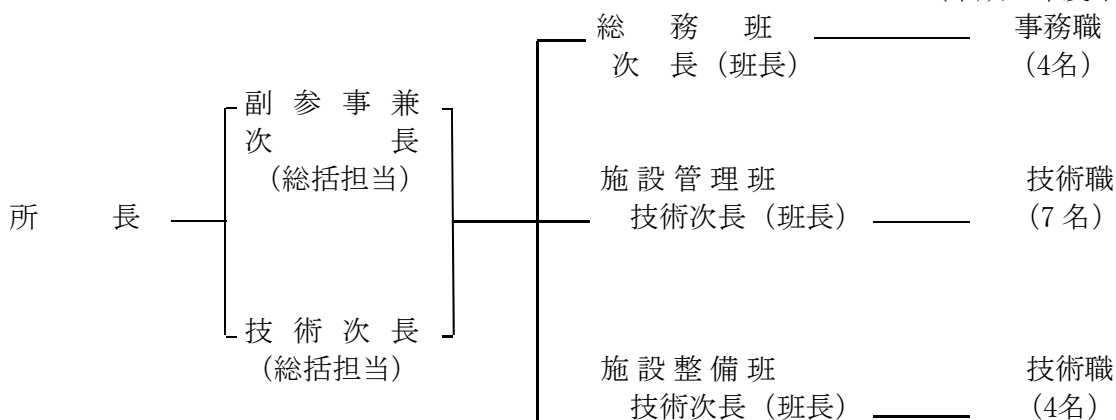 総務班
事務職
次長（班長）
（4名）
副参事兼
次長
（総括担当）
施設管理班
技術職
所長
技術次長（班長）
（7名）
技術次長
（総括担当）
施設整備班
技術職
技術次長（班長）
（4名）